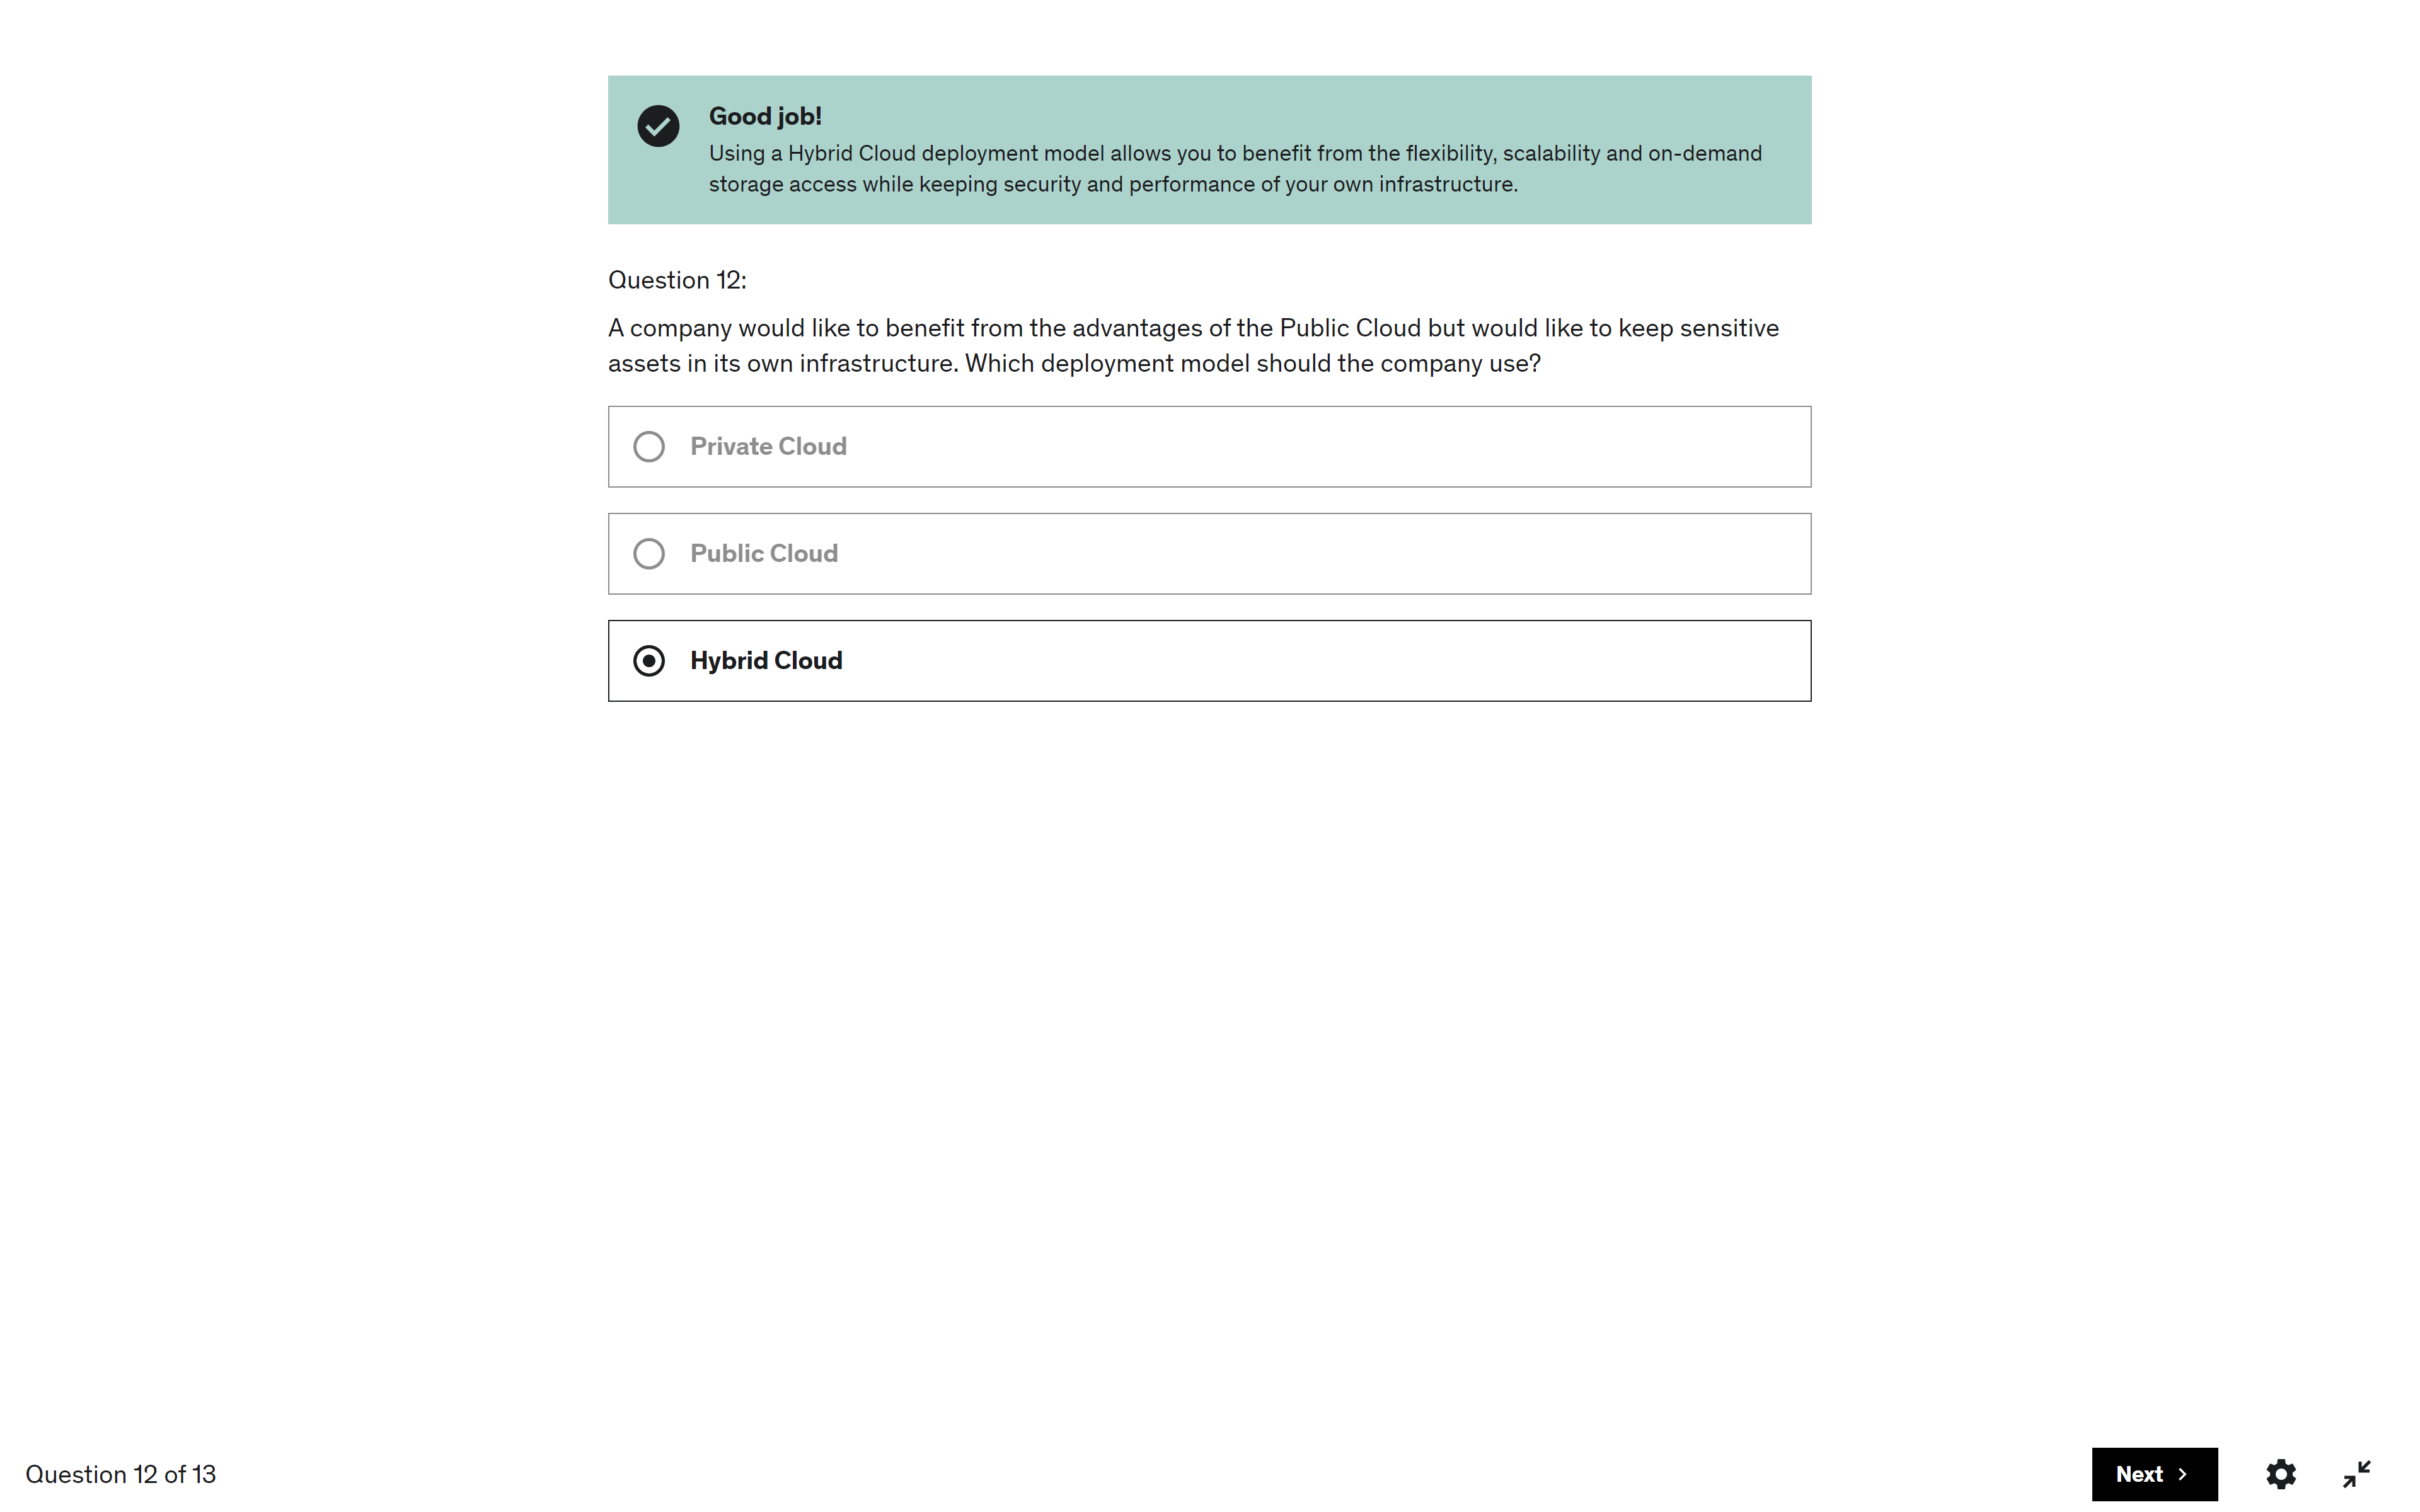 Good job!
Using a Hybrid Cloud deployment model allows you to benefit from the flexibility, scalability and on-demand
storage access while keeping security and performance of your own infrastructure.
Question 12:
A company would like to benefit from the advantages of the Public Cloud but would like to keep sensitive
assets in its own infrastructure. Which deployment model should the company use?
Private Cloud
Public Cloud
Hybrid Cloud
Question 12 of 13
Next